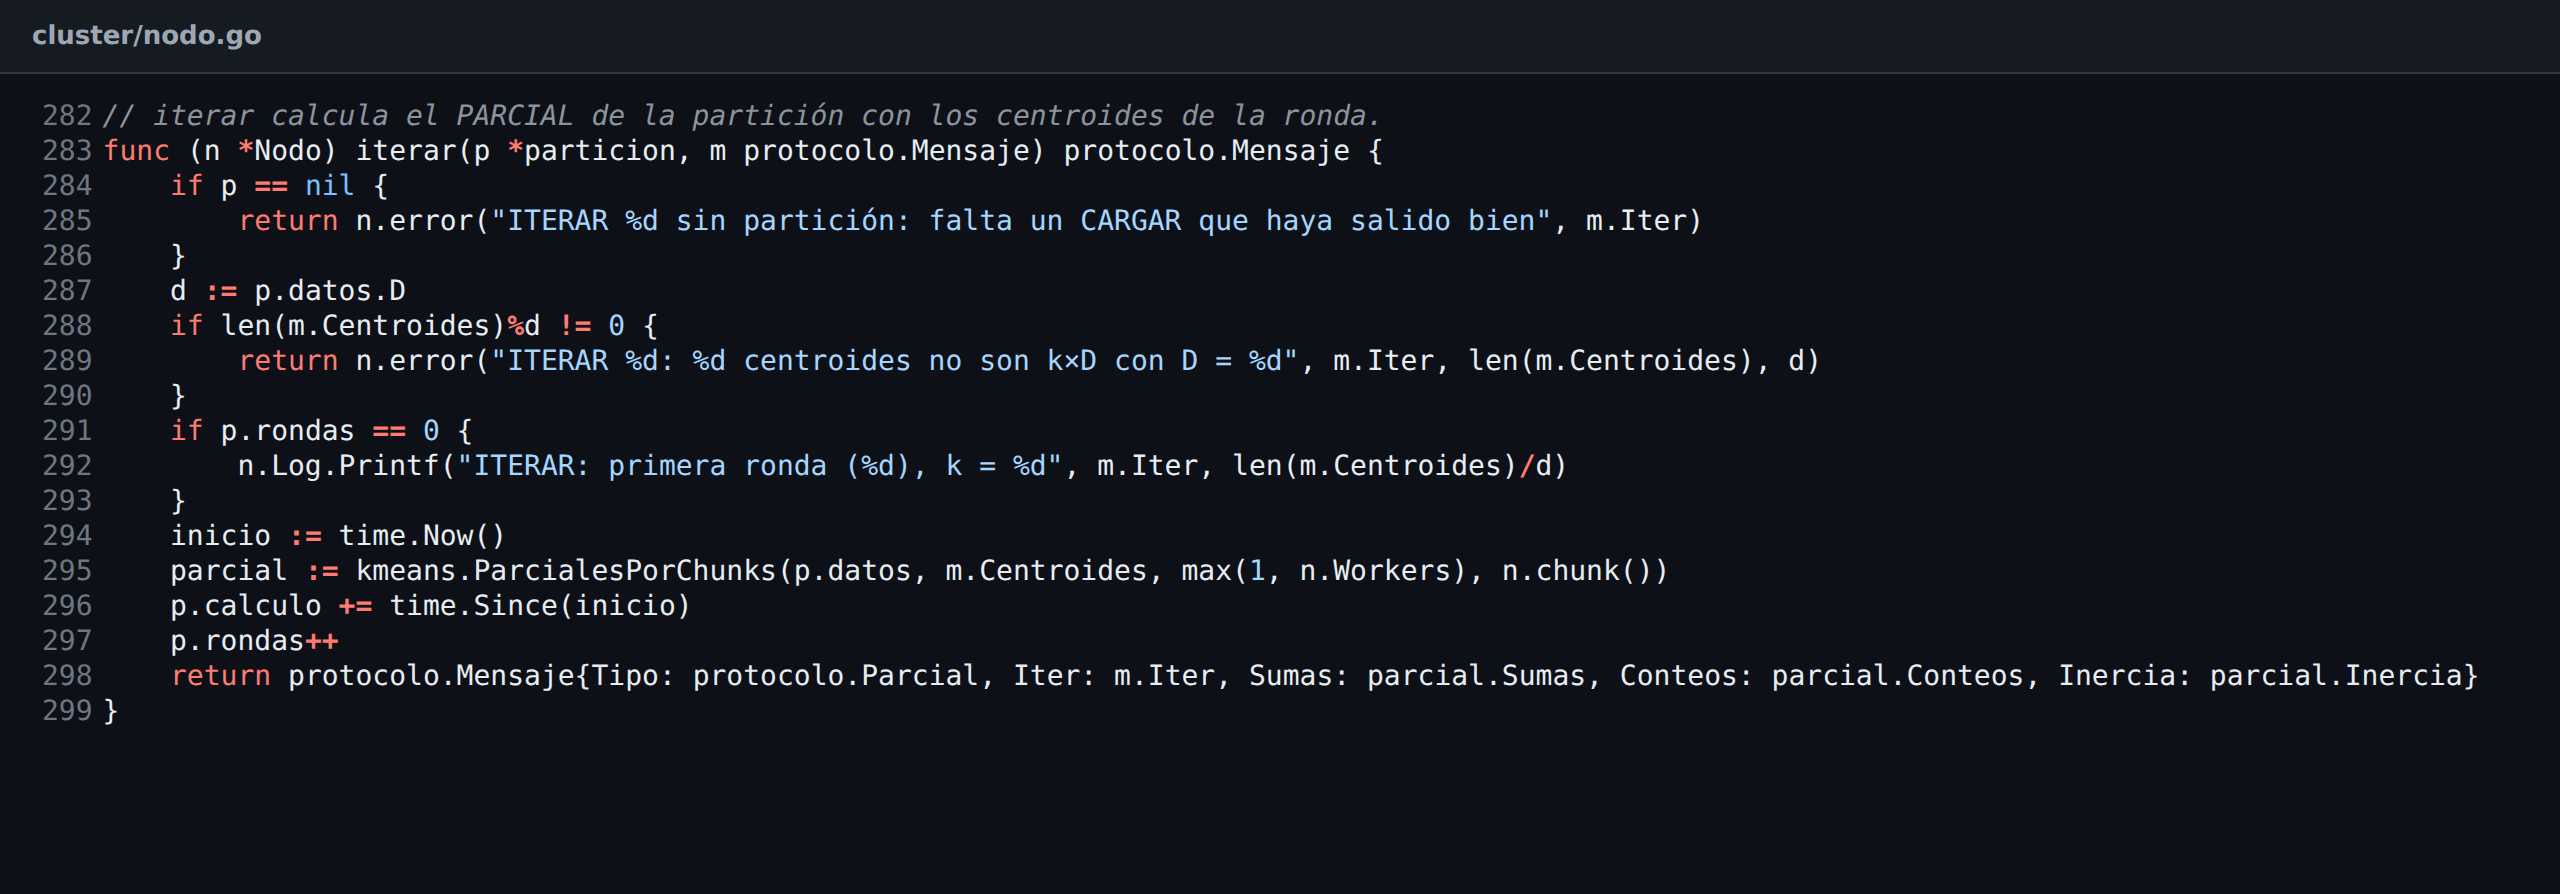 cluster/nodo.go
282 // iterar calcula el PARCIAL de la partición con los centroides de la ronda.
283 func (n *Nodo) iterar(p *particion, m protocolo.Mensaje) protocolo.Mensaje {
284     if p == nil {
285         return n.error("ITERAR %d sin partición: falta un CARGAR que haya salido bien", m.Iter)
286     }
287     d := p.datos.D
288     if len(m.Centroides)%d != 0 {
289         return n.error("ITERAR %d: %d centroides no son k×D con D = %d", m.Iter, len(m.Centroides), d)
290     }
291     if p.rondas == 0 {
292         n.Log.Printf("ITERAR: primera ronda (%d), k = %d", m.Iter, len(m.Centroides)/d)
293     }
294     inicio := time.Now()
295     parcial := kmeans.ParcialesPorChunks(p.datos, m.Centroides, max(1, n.Workers), n.chunk())
296     p.calculo += time.Since(inicio)
297     p.rondas++
298     return protocolo.Mensaje{Tipo: protocolo.Parcial, Iter: m.Iter, Sumas: parcial.Sumas, Conteos: parcial.Conteos, Inercia: parcial.Inercia}
299 }